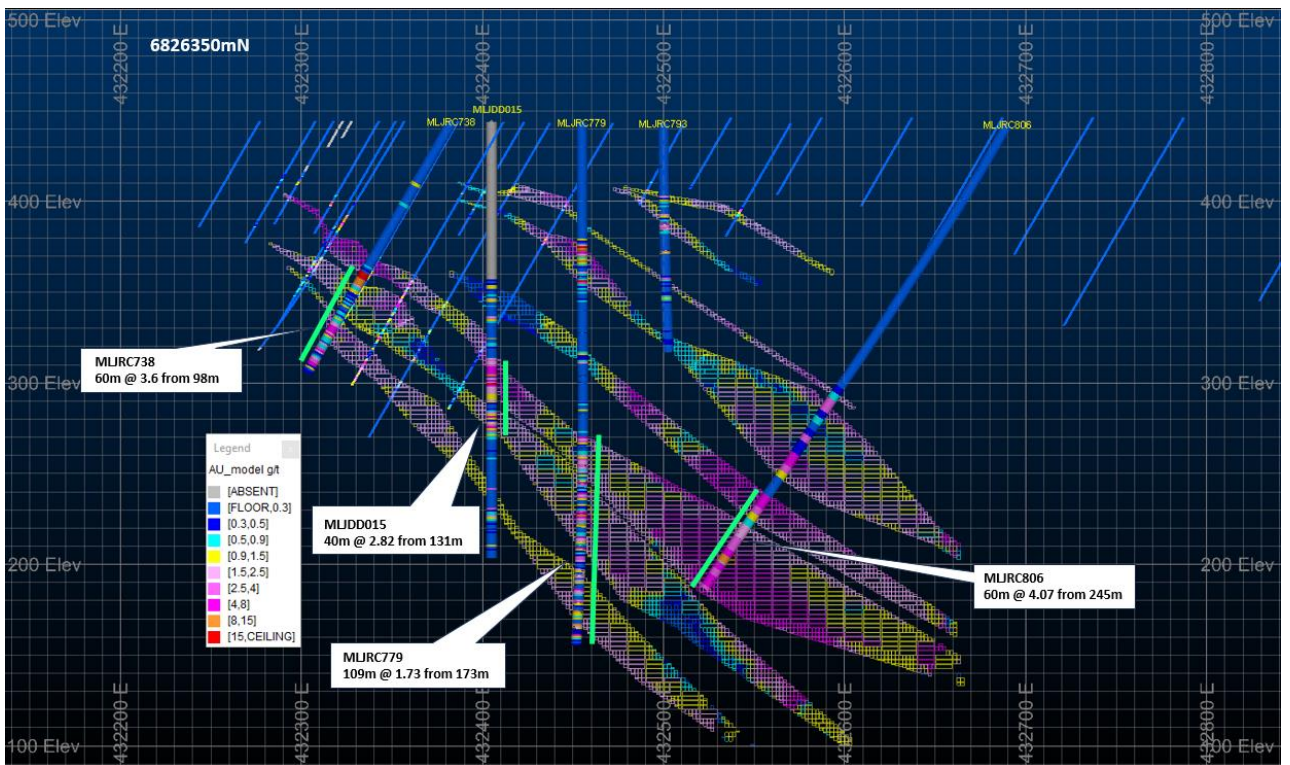 500 Elev
432200 E
432300 E
432400 E
432500 E
432600 E
432700 E
432800 E
500 Elev
6826350mN
MLJRC738
MLJDD015
MLJRC779
MLJRC793
MLJRC806
400 Elev
400 Elev
MLJRC738
60m @ 3.6 from 98m
300 Elev
300 Elev
Legend
AU_model g/t
[ABSENT]
[FLOOR,0.3]
[0.3,0.5]
[0.5,0.9]
[0.9,1.5]
[1.5,2.5]
[2.5,4]
[4,8]
[8,15]
[15,CEILING]
MLJDD015
40m @ 2.82 from 131m
200 Elev
200 Elev
MLJRC806
60m @ 4.07 from 245m
MLJRC779
109m @ 1.73 from 173m
432200 E
432300 E
432400 E
432500 E
432600 E
432700 E
432800 E
100 Elev
100 Elev